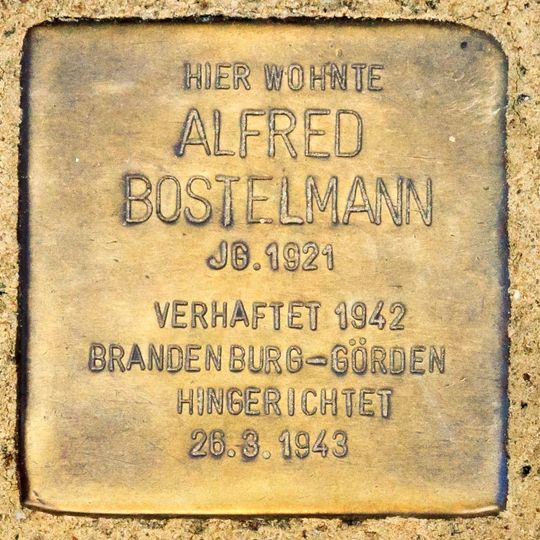 HIER WOHNTE
ALFRED
BOSTELMANN
JG. 1921
VERHAFTET 1942
BRANDENBURG-GÖRDEN
HINGERICHTET
26.3.1943